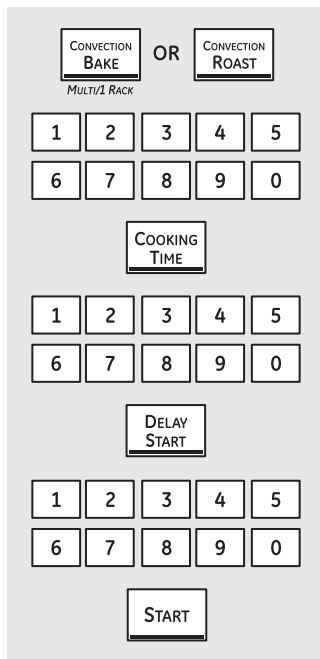 CONVECTION BAKE OR CONVECTION ROAST
MULTI/1 RACK
1 2 3 4 5
6 7 8 9 0
COOKING
TIME
1 2 3 4 5
6 7 8 9 0
DELAY
START
1 2 3 4 5
6 7 8 9 0
START